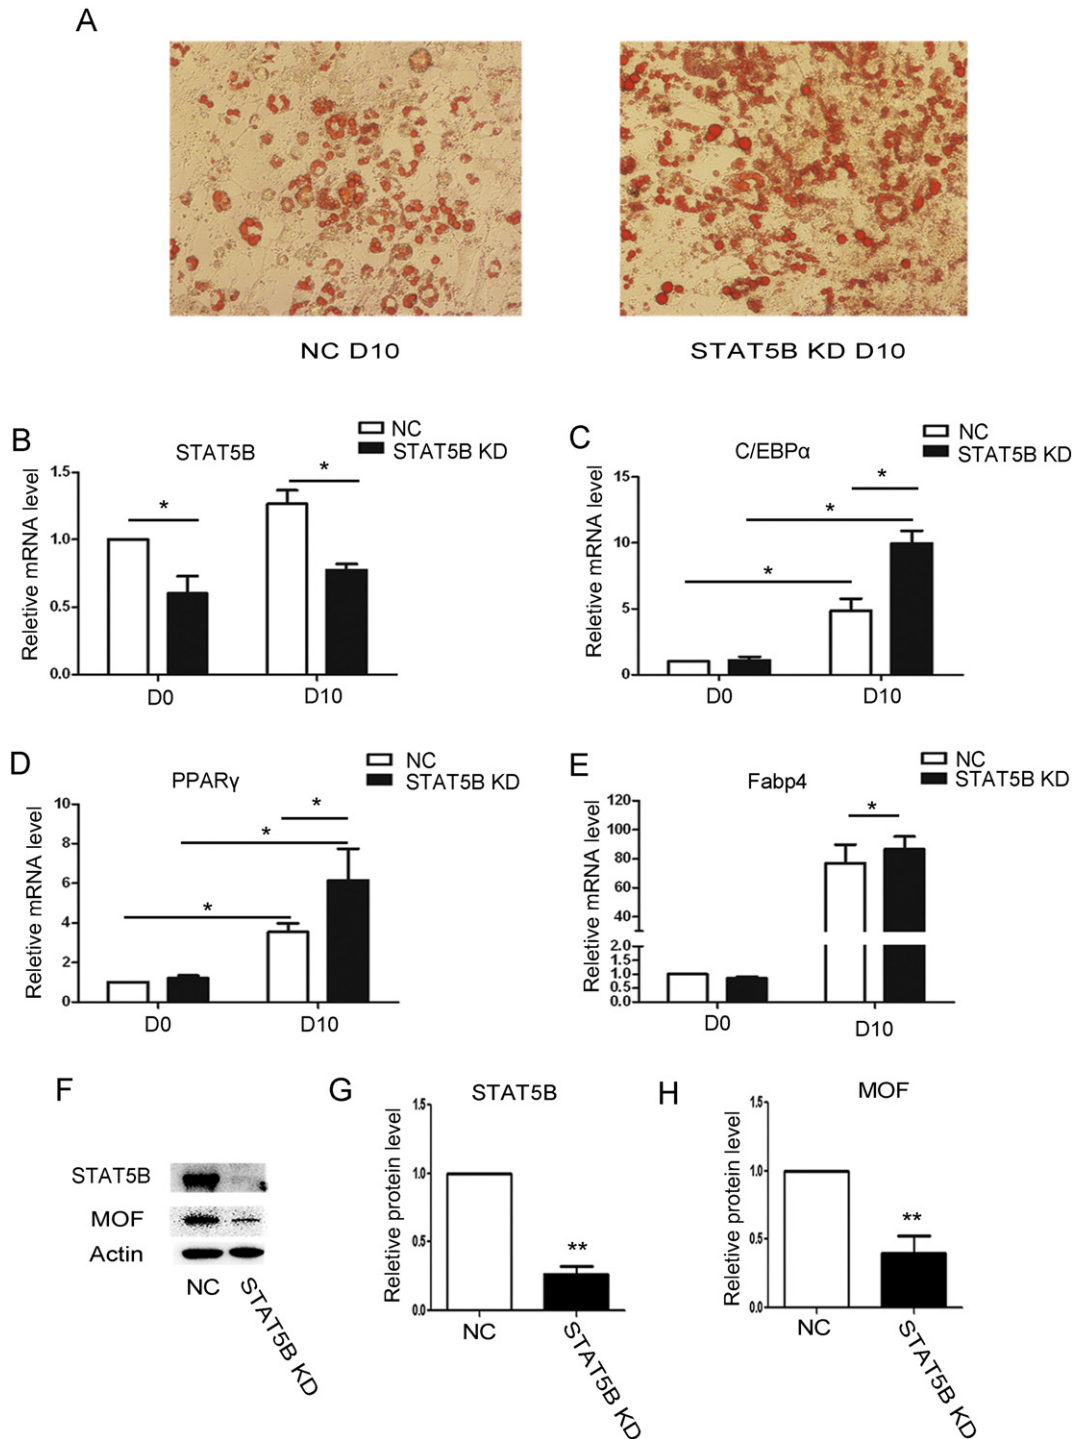 A
NC D10
STAT5B KD D10
B
STAT5B
NC
STAT5B KD
Reletive mRNA level
1.5
1.0
0.5
0.0
*
*
D0
D10
C
C/EBPα
NC
STAT5B KD
Reletive mRNA level
15
10
5
0
*
*
*
D0
D10
D
PPARγ
NC
STAT5B KD
Reletive mRNA level
10
8
6
4
2
0
*
*
*
D0
D10
E
Fabp4
NC
STAT5B KD
Reletive mRNA level
120
100
80
60
40
2.0
1.5
1.0
0.5
0.0
*
D0
D10
F
STAT5B
MOF
Actin
NC
STAT5B KD
G
STAT5B
Reletive protein level
1.5
1.0
0.5
0.0
**
NC
STAT5B KD
H
MOF
Reletive protein level
1.5
1.0
0.5
0.0
**
NC
STAT5B KD